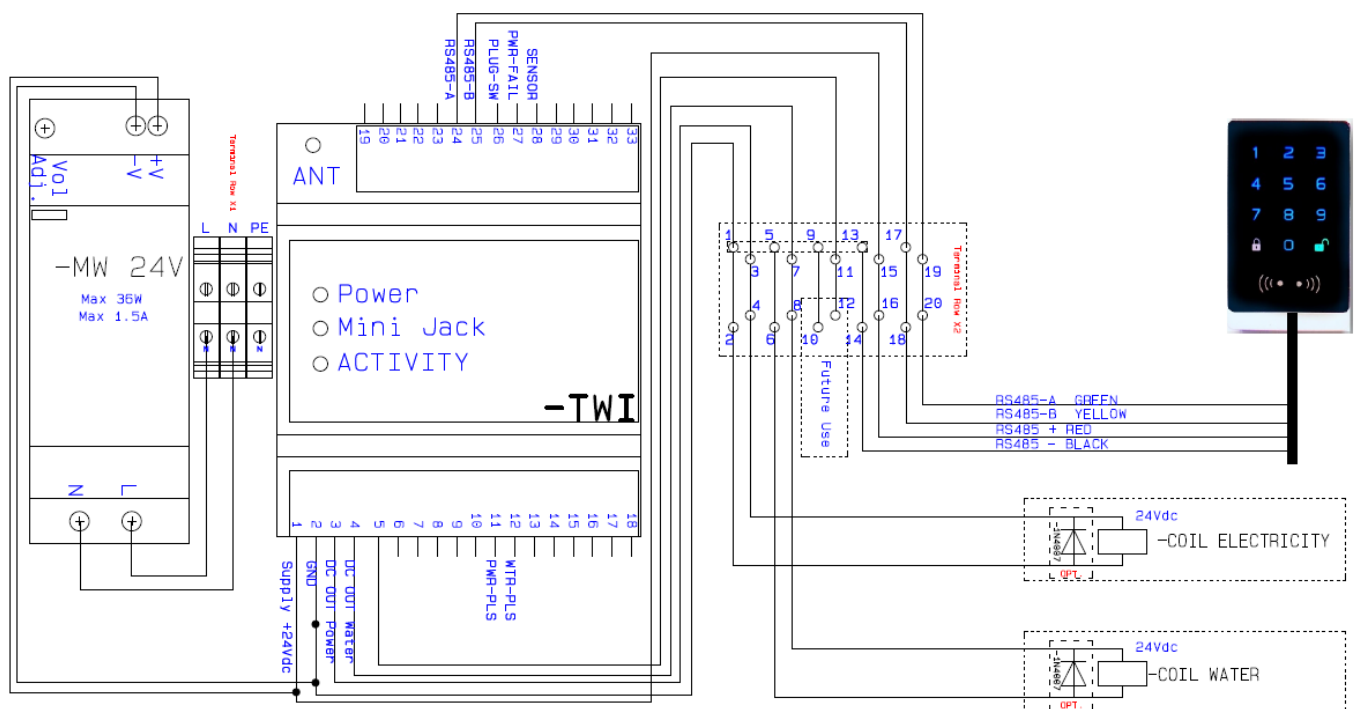 +V
-V
Vol
Adj.
-MW 24V
Max 36W
Max 1.5A
N
L
Terminal Row X1
L N PE
N N N
RS485-A
RS485-B
PLUG-SW
PWR-FAIL
SENSOR
19 20 21 22 23 24 25 26 27 28 29 30 31 32 33
ANT
Power
Mini Jack
ACTIVITY
-TWI
1 2 3 4 5 6 7 8 9 10 11 12 13 14 15 16 17 18
Supply +24Vdc
GND
DC OUT Power
DC OUT Water
PWR-PLS
WTR-PLS
1 5 9 13 17
3 7 11 15 19
4 8 12 16 20
2 6 10 14 18
Terminal Row X2
Future Use
1 2 3
4 5 6
7 8 9
0
RS485-A GREEN
RS485-B YELLOW
RS485 + RED
RS485 - BLACK
24Vdc
1N4007
-COIL ELECTRICITY
OPT.
24Vdc
1N4007
-COIL WATER
OPT.